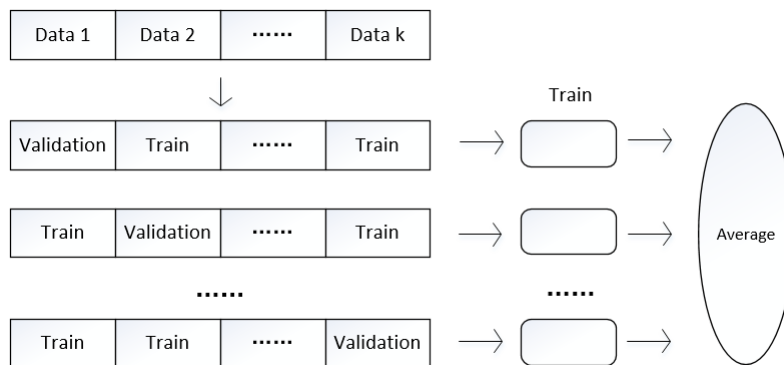 Data 1 Data 2 ...... Data k
Train
Validation Train ...... Train
Train Validation ...... Train
Average
...... ......
Train Train ...... Validation